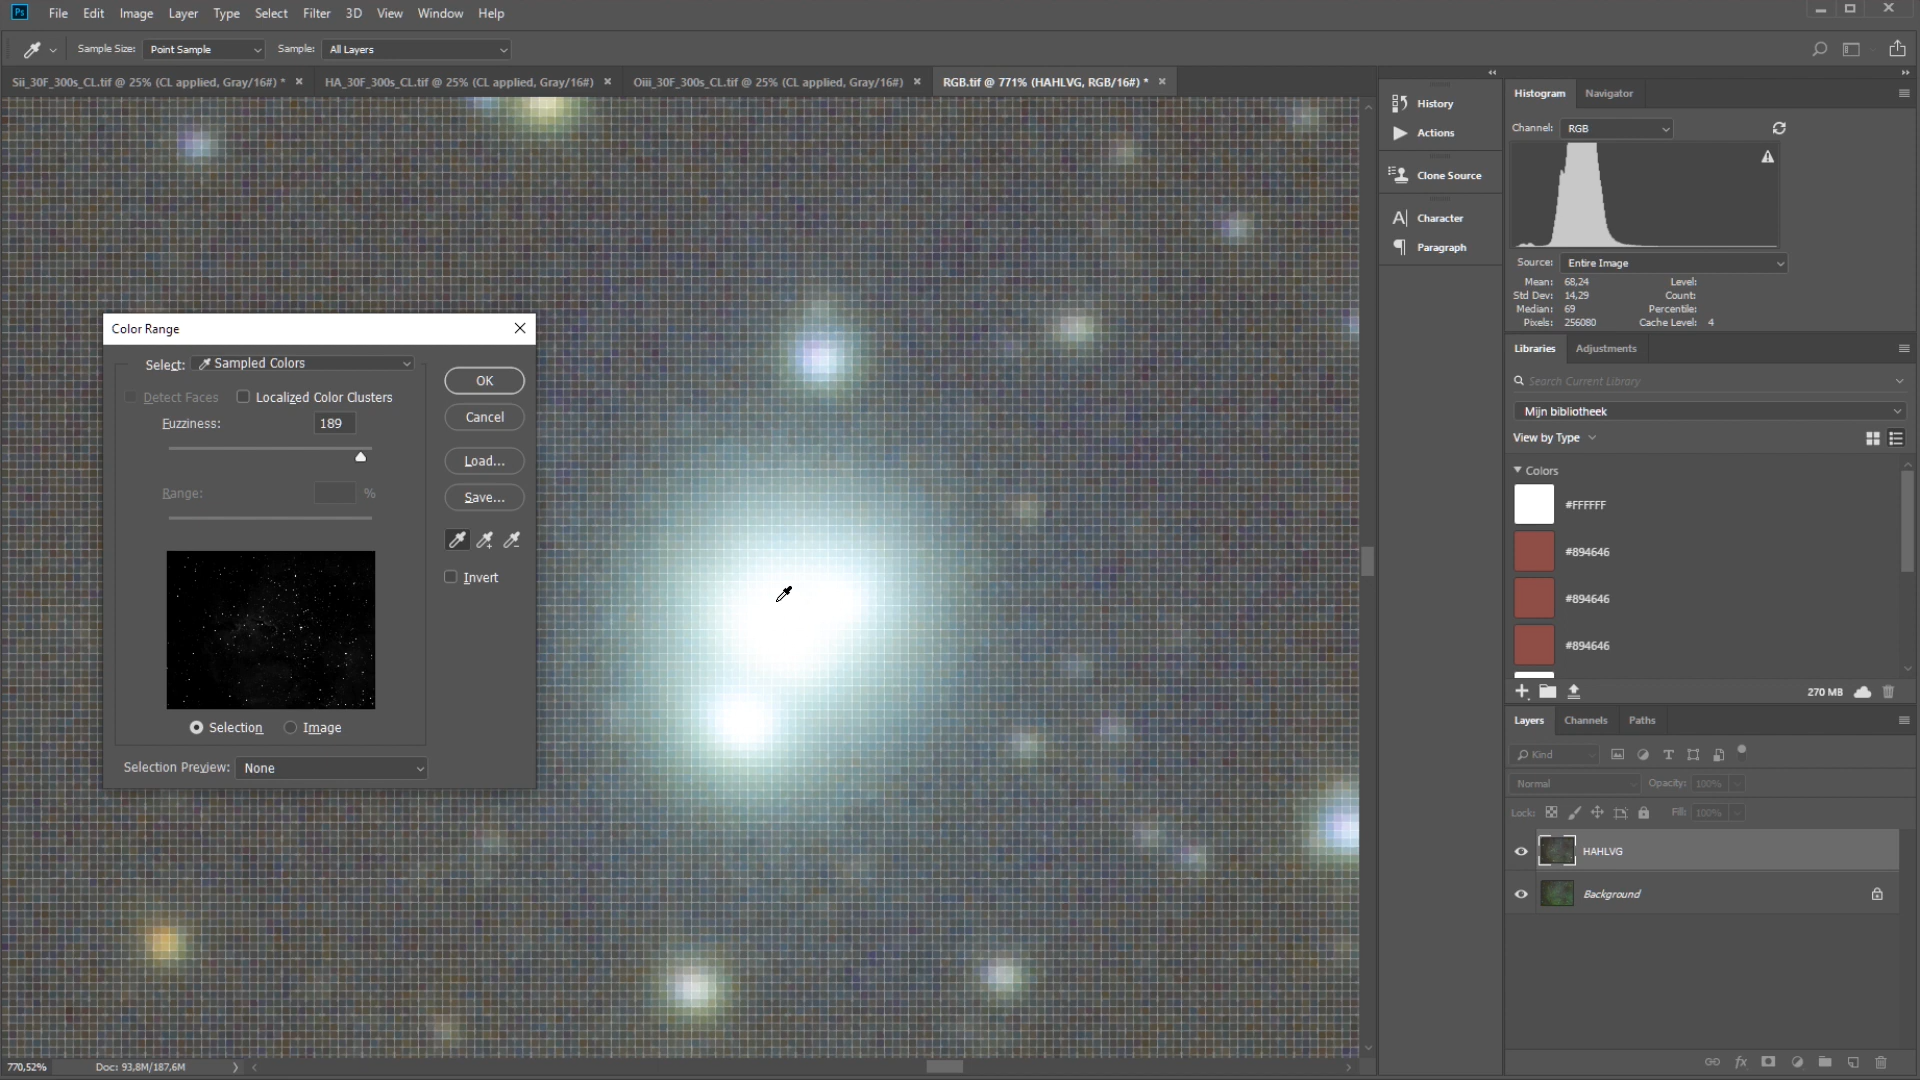 Ps File Edit Image Layer Type Select Filter 3D View Window Help
Sample Size: Point Sample Sample: All Layers
Sii_30F_300s_CL.tif @ 25% (CL applied, Gray/16#) * × HA_30F_300s_CL.tif @ 25% (CL applied, Gray/16#) × Oiii_30F_300s_CL.tif @ 25% (CL applied, Gray/16#) × RGB.tif @ 771% (HAHLVG, RGB/16#) * ×
Color Range
Select: Sampled Colors
Detect Faces Localized Color Clusters
Fuzziness: 189
Range: %
Selection Image
Selection Preview: None
OK
Cancel
Load...
Save...
Invert
770,52% Doc: 93,8M/187,6M
History
Actions
Clone Source
Character
Paragraph
Histogram Navigator
Channel: RGB
Source: Entire Image
Mean: 68,24 Level:
Std Dev: 14,29 Count:
Median: 69 Percentile:
Pixels: 256080 Cache Level: 4
Libraries Adjustments
Search Current Library
Mijn bibliotheek
View by Type
Colors
#FFFFFF
#894646
#894646
#894646
270 MB
Layers Channels Paths
Kind
Normal Opacity: 100%
Lock: Fill: 100%
HAHLVG
Background
fx